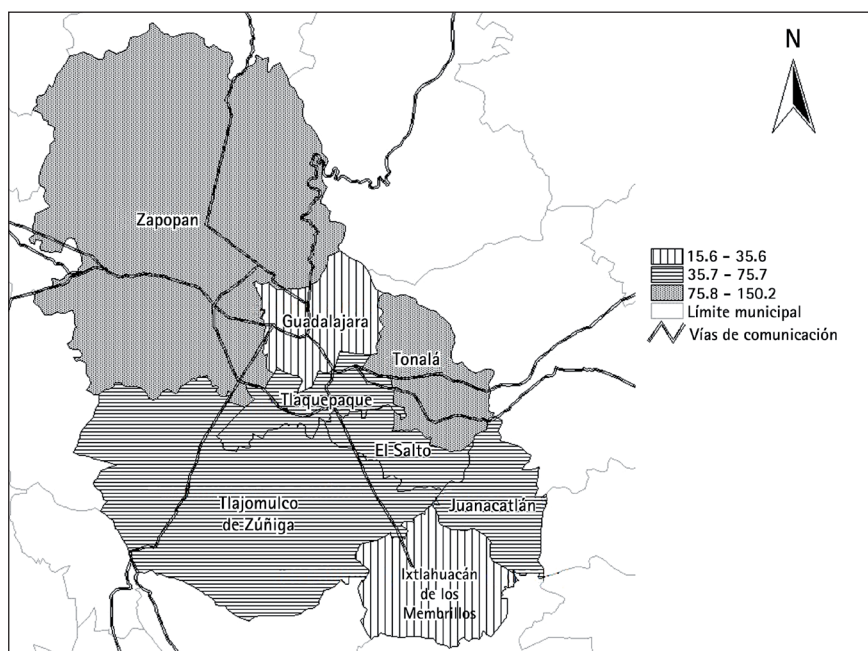 N
Zapopan
15.6 - 35.6
35.7 - 75.7
75.8 - 150.2
Límite municipal
Vías de comunicación
Guadalajara
Tonalá
Tlaquepaque
El Salto
Tlajomulco
de Zúñiga
Juanacatlán
Ixtlahuacán
de los
Membrillos